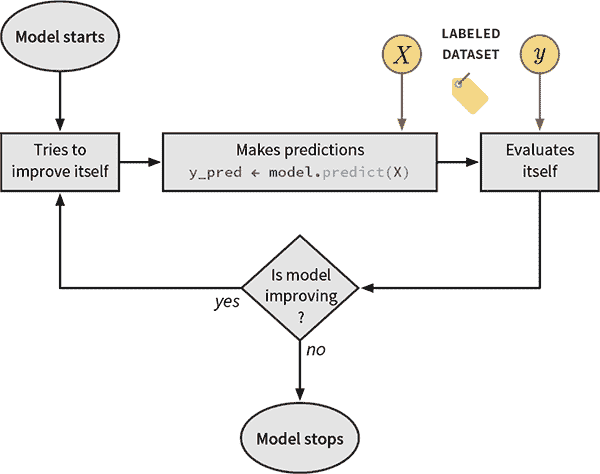 Model starts
X
LABELED
DATASET
y
Tries to
improve itself
Makes predictions
y_pred ← model.predict(X)
Evaluates
itself
Is model
improving
?
yes
no
Model stops